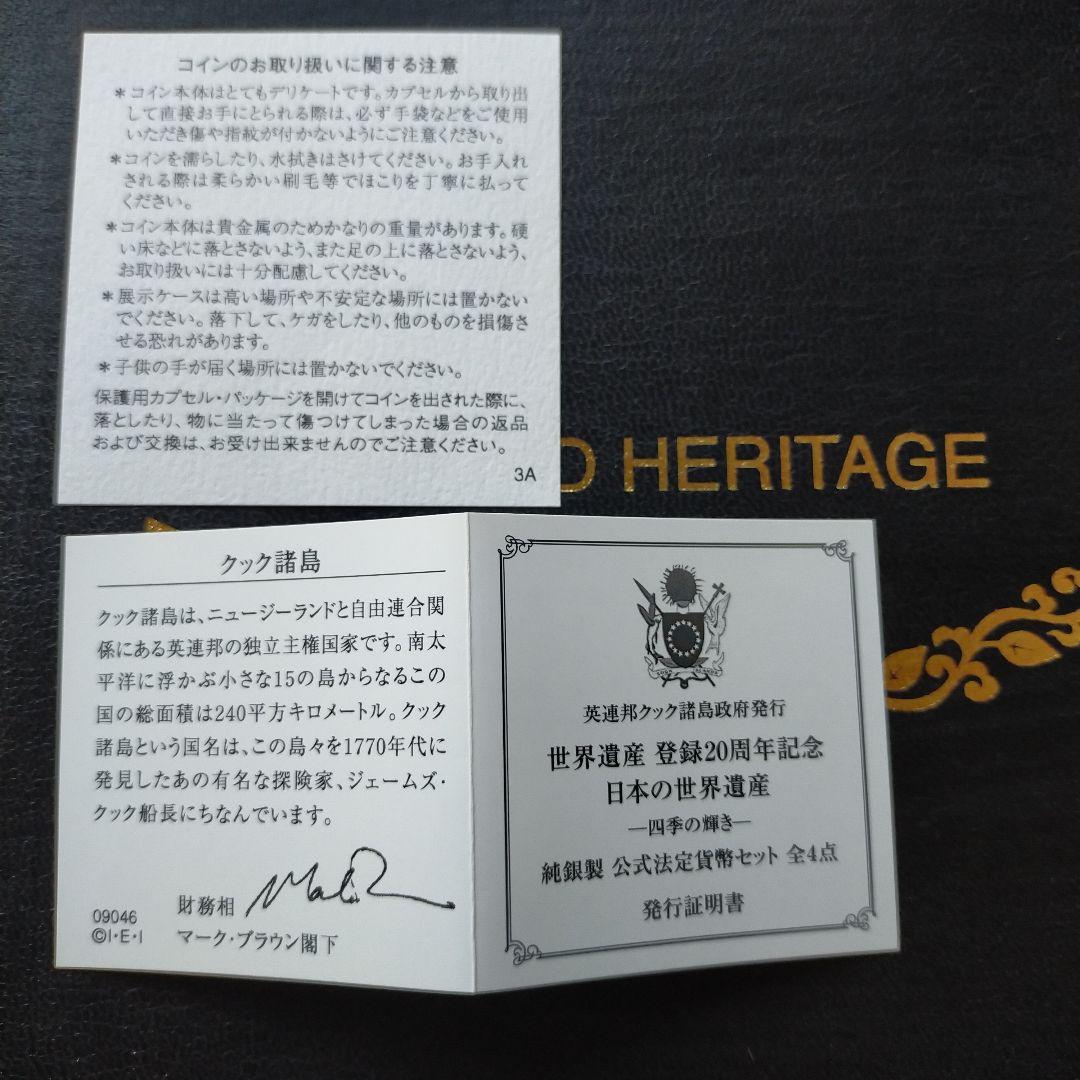 コインのお取り扱いに関する注意
*コイン本体はとてもデリケートです。カプセルから取り出
して直接お手にとられる際は、必ず手袋などをご使用
いただき傷や指紋が付かないようにご注意ください。
*コインを濡らしたり、水拭きはさけてください。お手入れ
される際は柔らかい刷毛等でほこりを丁寧に払って
ください。
*コイン本体は貴金属のためかなりの重量があります。硬
い床などに落とさないよう、また足の上に落とさないよう、
お取り扱いには十分配慮してください。
*展示ケースは高い場所や不安定な場所には置かない
でください。落下して、ケガをしたり、他のものを損傷さ
せる恐れがあります。
*子供の手が届く場所には置かないでください。
保護用カプセル・パッケージを開けてコインを出された際に、
落としたり、物に当たって傷つけてしまった場合の返品
および交換は、お受け出来ませんのでご注意ください。
3A
D HERITAGE
クック諸島
クック諸島は、ニュージーランドと自由連合関
係にある英連邦の独立主権国家です。南太
平洋に浮かぶ小さな15の島からなるこの
国の総面積は240平方キロメートル。クック
諸島という国名は、この島々を1770年代に
発見したあの有名な探険家、ジェームズ・
クック船長にちなんでいます。
財務相
マーク・ブラウン閣下
09046
©I・E・I
英連邦クック諸島政府発行
世界遺産 登録20周年記念
日本の世界遺産
―四季の輝き―
純銀製 公式法定貨幣セット 全4点
発行証明書